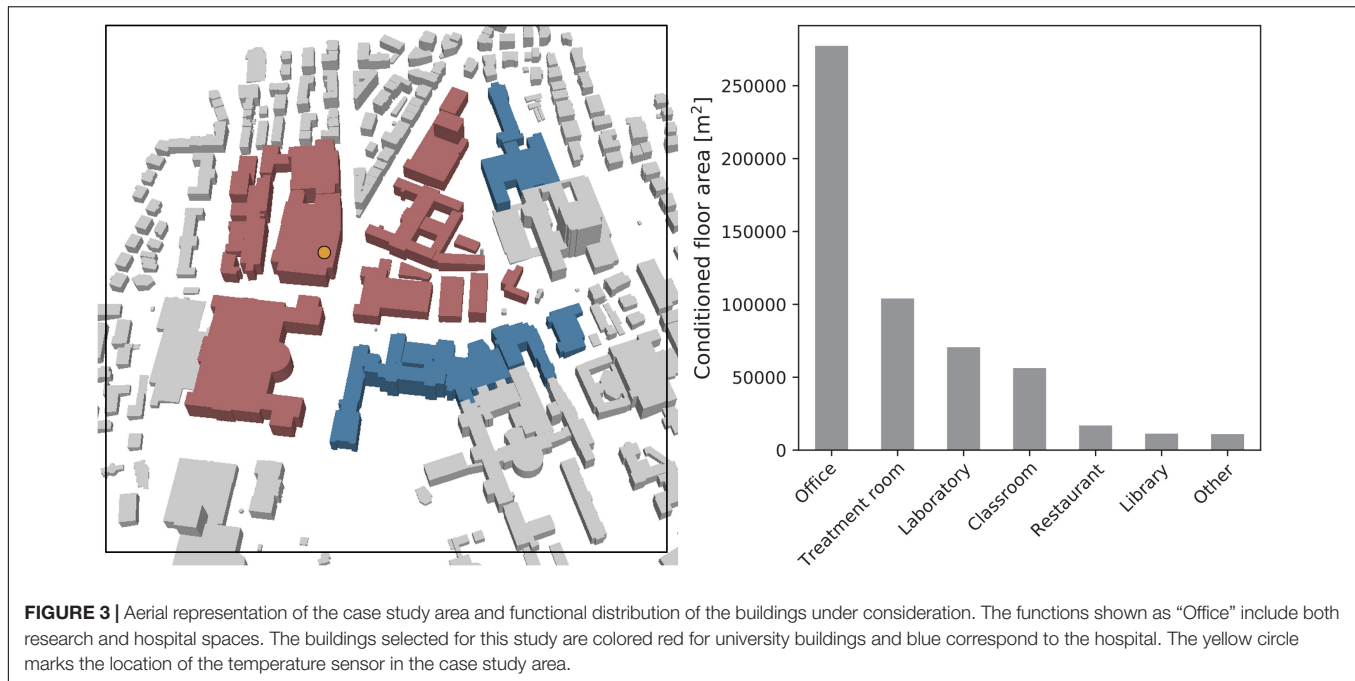 Conditioned floor area [m²]
250000
200000
150000
100000
50000
0
Office
Treatment room
Laboratory
Classroom
Restaurant
Library
Other
FIGURE 3 | Aerial representation of the case study area and functional distribution of the buildings under consideration. The functions shown as “Office” include both
research and hospital spaces. The buildings selected for this study are colored red for university buildings and blue correspond to the hospital. The yellow circle
marks the location of the temperature sensor in the case study area.